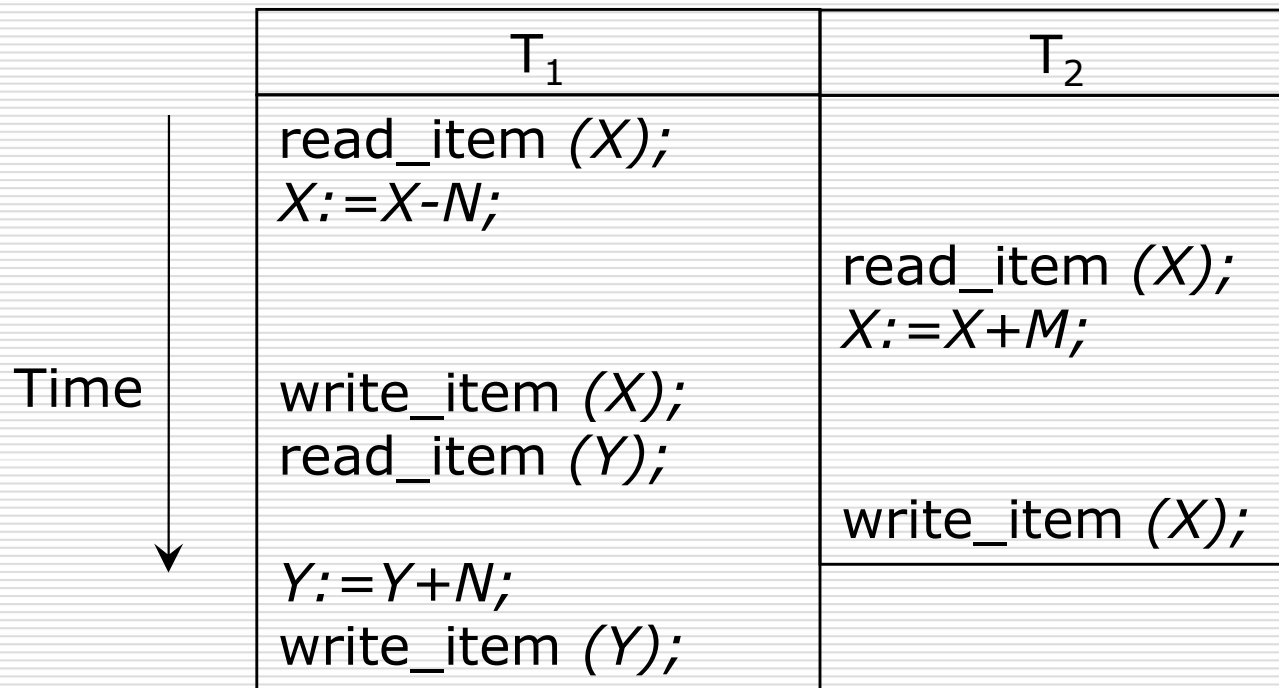 T₁ T₂
read_item (X);
X:=X-N;
read_item (X);
X:=X+M;
Time
write_item (X);
read_item (Y);
write_item (X);
Y:=Y+N;
write_item (Y);